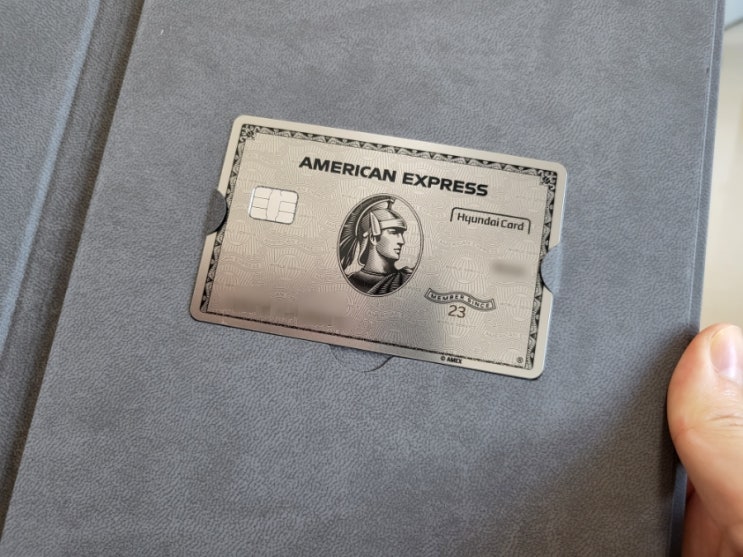 AMERICAN EXPRESS
Hyundai Card
MEMBER SINCE
23
© AMEX
®